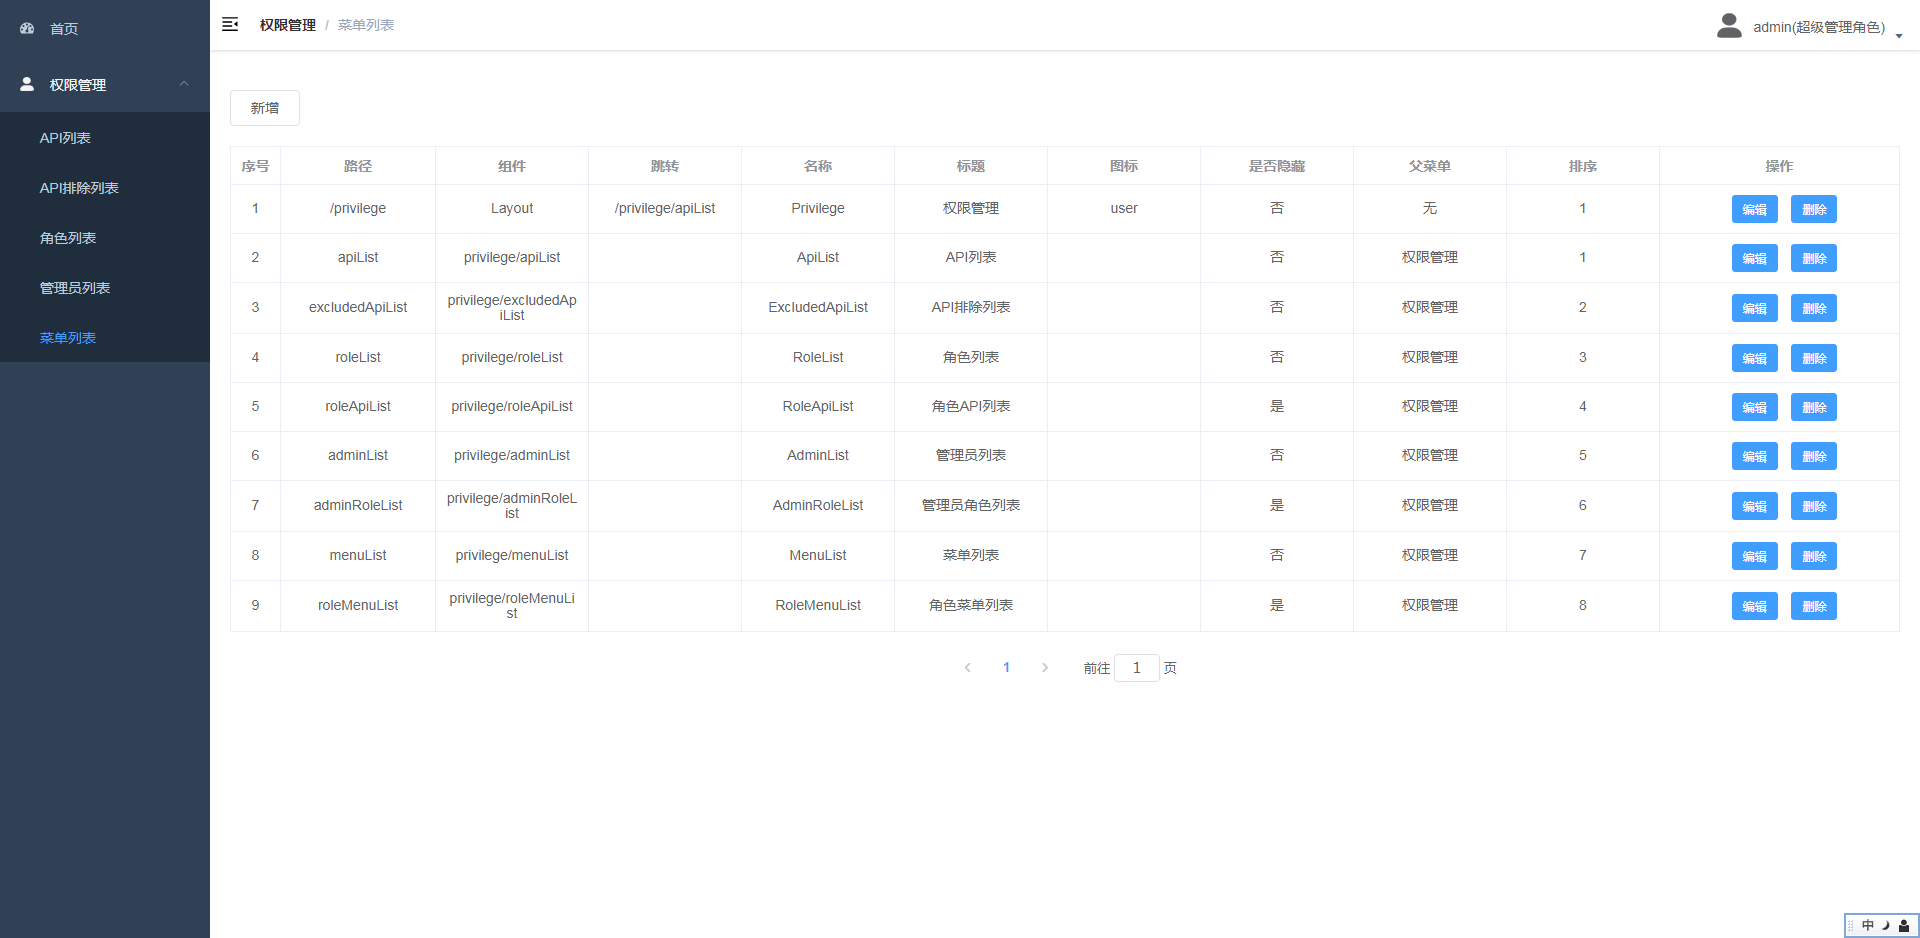 首页
权限管理
API列表
API排除列表
角色列表
管理员列表
菜单列表
权限管理 / 菜单列表
admin(超级管理角色)
新增
序号 路径 组件 跳转 名称 标题 图标 是否隐藏 父菜单 排序 操作
1 /privilege Layout /privilege/apiList Privilege 权限管理 user 否 无 1 编辑 删除
2 apiList privilege/apiList ApiList API列表 否 权限管理 1 编辑 删除
3 excludedApiList privilege/excludedAp
iList ExcludedApiList API排除列表 否 权限管理 2 编辑 删除
4 roleList privilege/roleList RoleList 角色列表 否 权限管理 3 编辑 删除
5 roleApiList privilege/roleApiList RoleApiList 角色API列表 是 权限管理 4 编辑 删除
6 adminList privilege/adminList AdminList 管理员列表 否 权限管理 5 编辑 删除
7 adminRoleList privilege/adminRoleL
ist AdminRoleList 管理员角色列表 是 权限管理 6 编辑 删除
8 menuList privilege/menuList MenuList 菜单列表 否 权限管理 7 编辑 删除
9 roleMenuList privilege/roleMenuLi
st RoleMenuList 角色菜单列表 是 权限管理 8 编辑 删除
1 前往 1 页
中